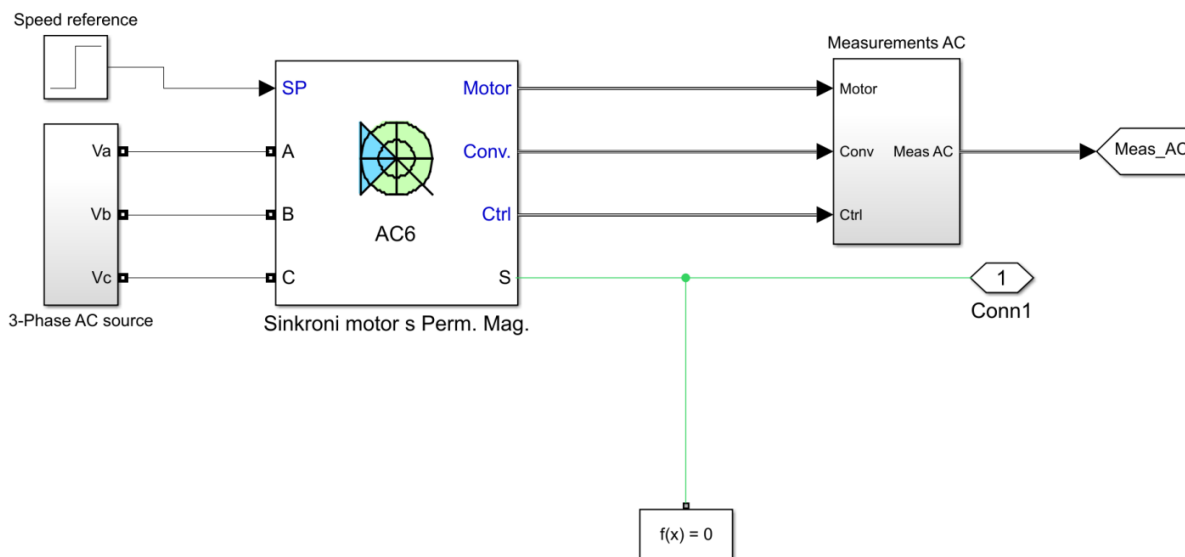 Speed reference
SP
Motor
Measurements AC
Motor
Va
A
Conv.
Conv
Meas AC
Meas_AC
Vb
B
Ctrl
Ctrl
AC6
Vc
C
S
1
3-Phase AC source
Sinkroni motor s Perm. Mag.
Conn1
f(x) = 0